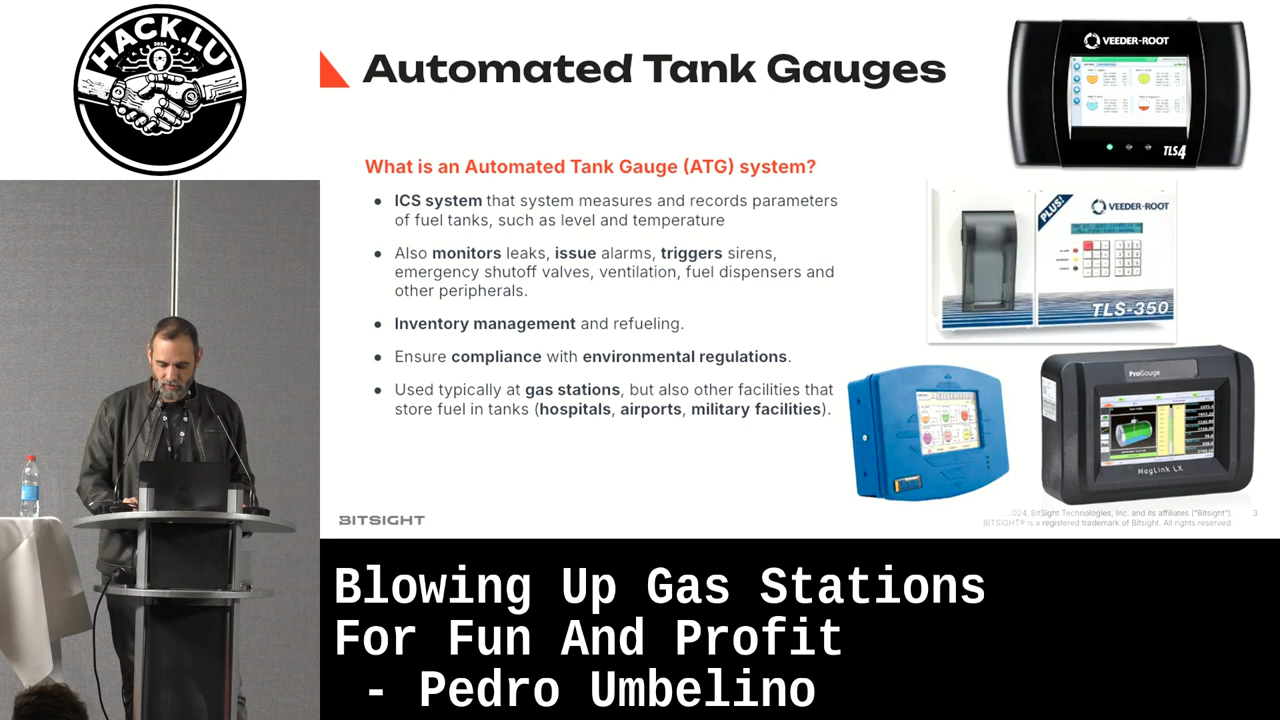 HACK.LU
2024
Automated Tank Gauges
What is an Automated Tank Gauge (ATG) system?
● ICS system that system measures and records parameters
of fuel tanks, such as level and temperature
● Also monitors leaks, issue alarms, triggers sirens,
emergency shutoff valves, ventilation, fuel dispensers and
other peripherals.
● Inventory management and refueling.
● Ensure compliance with environmental regulations.
● Used typically at gas stations, but also other facilities that
store fuel in tanks (hospitals, airports, military facilities).
VEEDER-ROOT
TLS4
PLUS!
VEEDER-ROOT
TLS-350
ProGauge
MagLink LX
BITSIGHT
024, BitSight Technologies, Inc. and its affiliates ("Bitsight").
BITSIGHT® is a registered trademark of Bitsight. All rights reserved.
3
Blowing Up Gas Stations
For Fun And Profit
- Pedro Umbelino